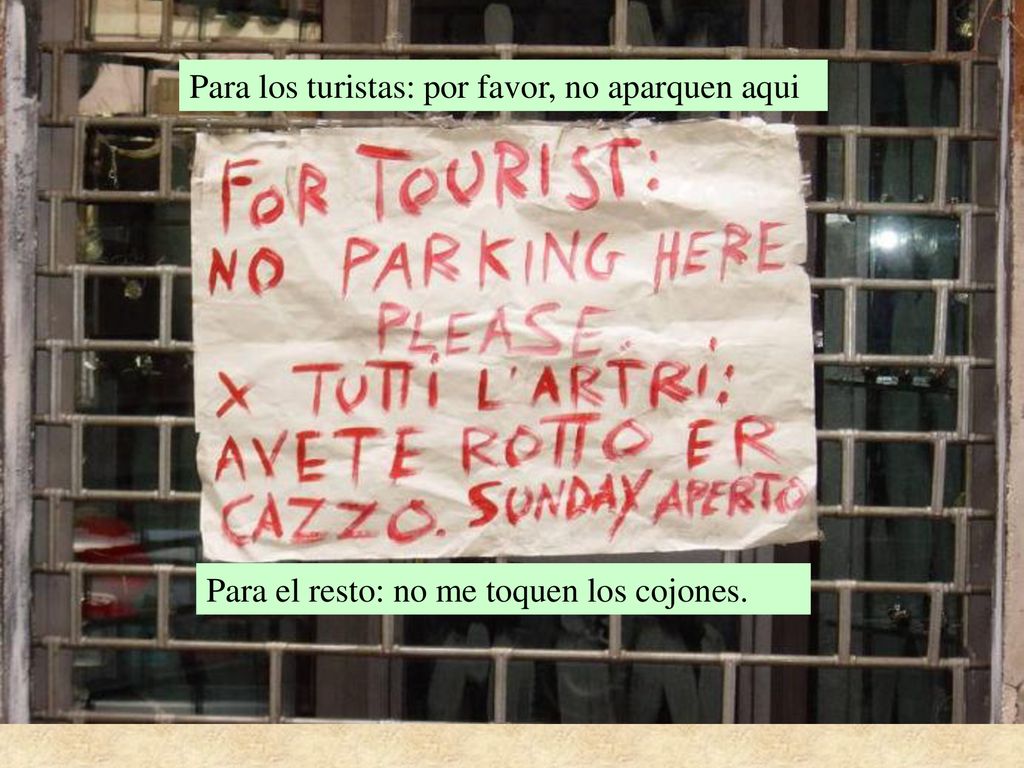 Para los turistas: por favor, no aparquen aqui
FOR TOURIST:
NO PARKING HERE
PLEASE.
X TUTTI L'ARTRI:
AVETE ROTTO ER
CAZZO. SUNDAY APERTO
Para el resto: no me toquen los cojones.